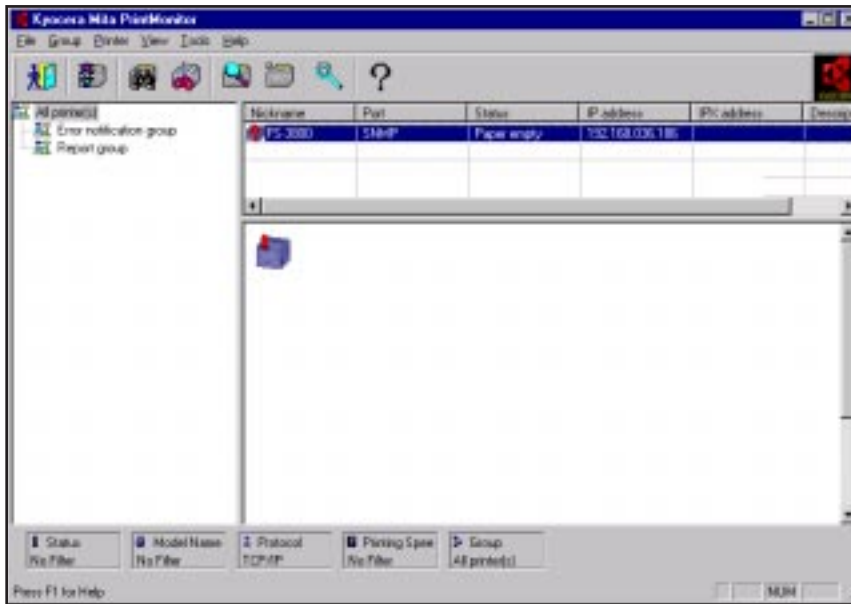 Kyocera Mita PrintMonitor
File Group Printer View Tools Help
All printer(s)
Error notification group
Report group
Nickname Port Status IP address IPX address Descrip
FS-3800 SNMP Paper empty 192.168.036.186
Status
No Filter
Model Name
No Filter
Protocol
TCP/IP
Printing Spee
No Filter
Group
All printer(s)
Press F1 for Help
NUM